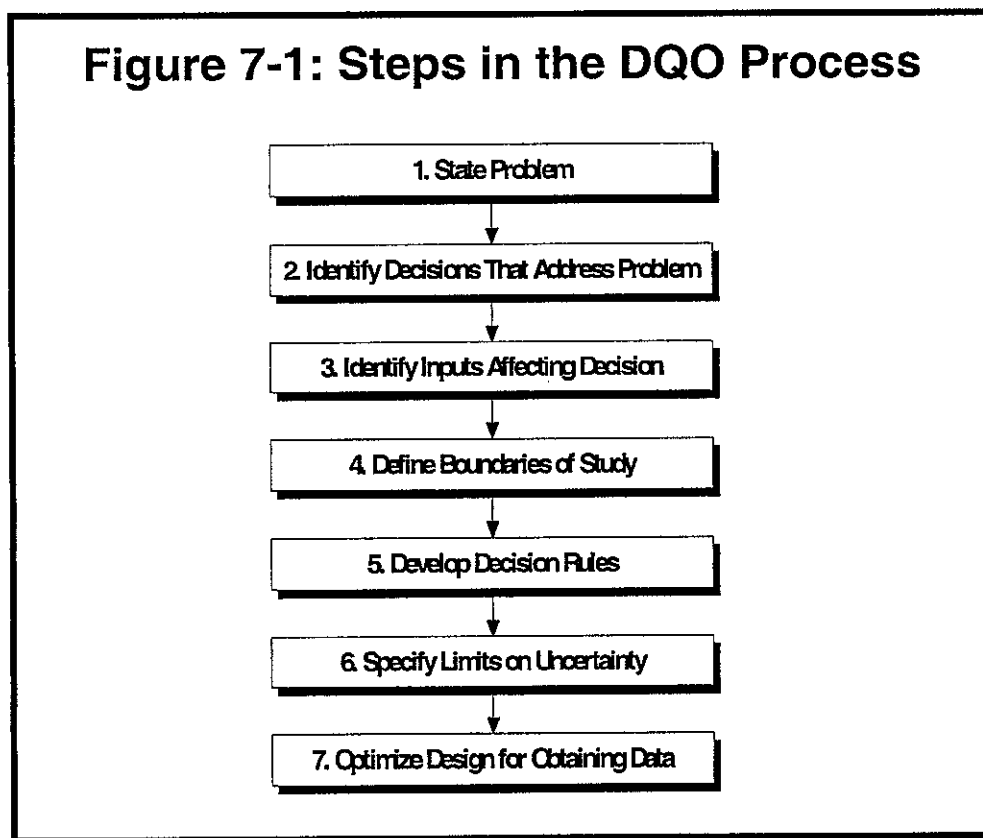 Figure 7-1: Steps in the DQO Process
1. State Problem
2. Identify Decisions That Address Problem
3. Identify Inputs Affecting Decision
4. Define Boundaries of Study
5. Develop Decision Rules
6. Specify Limits on Uncertainty
7. Optimize Design for Obtaining Data